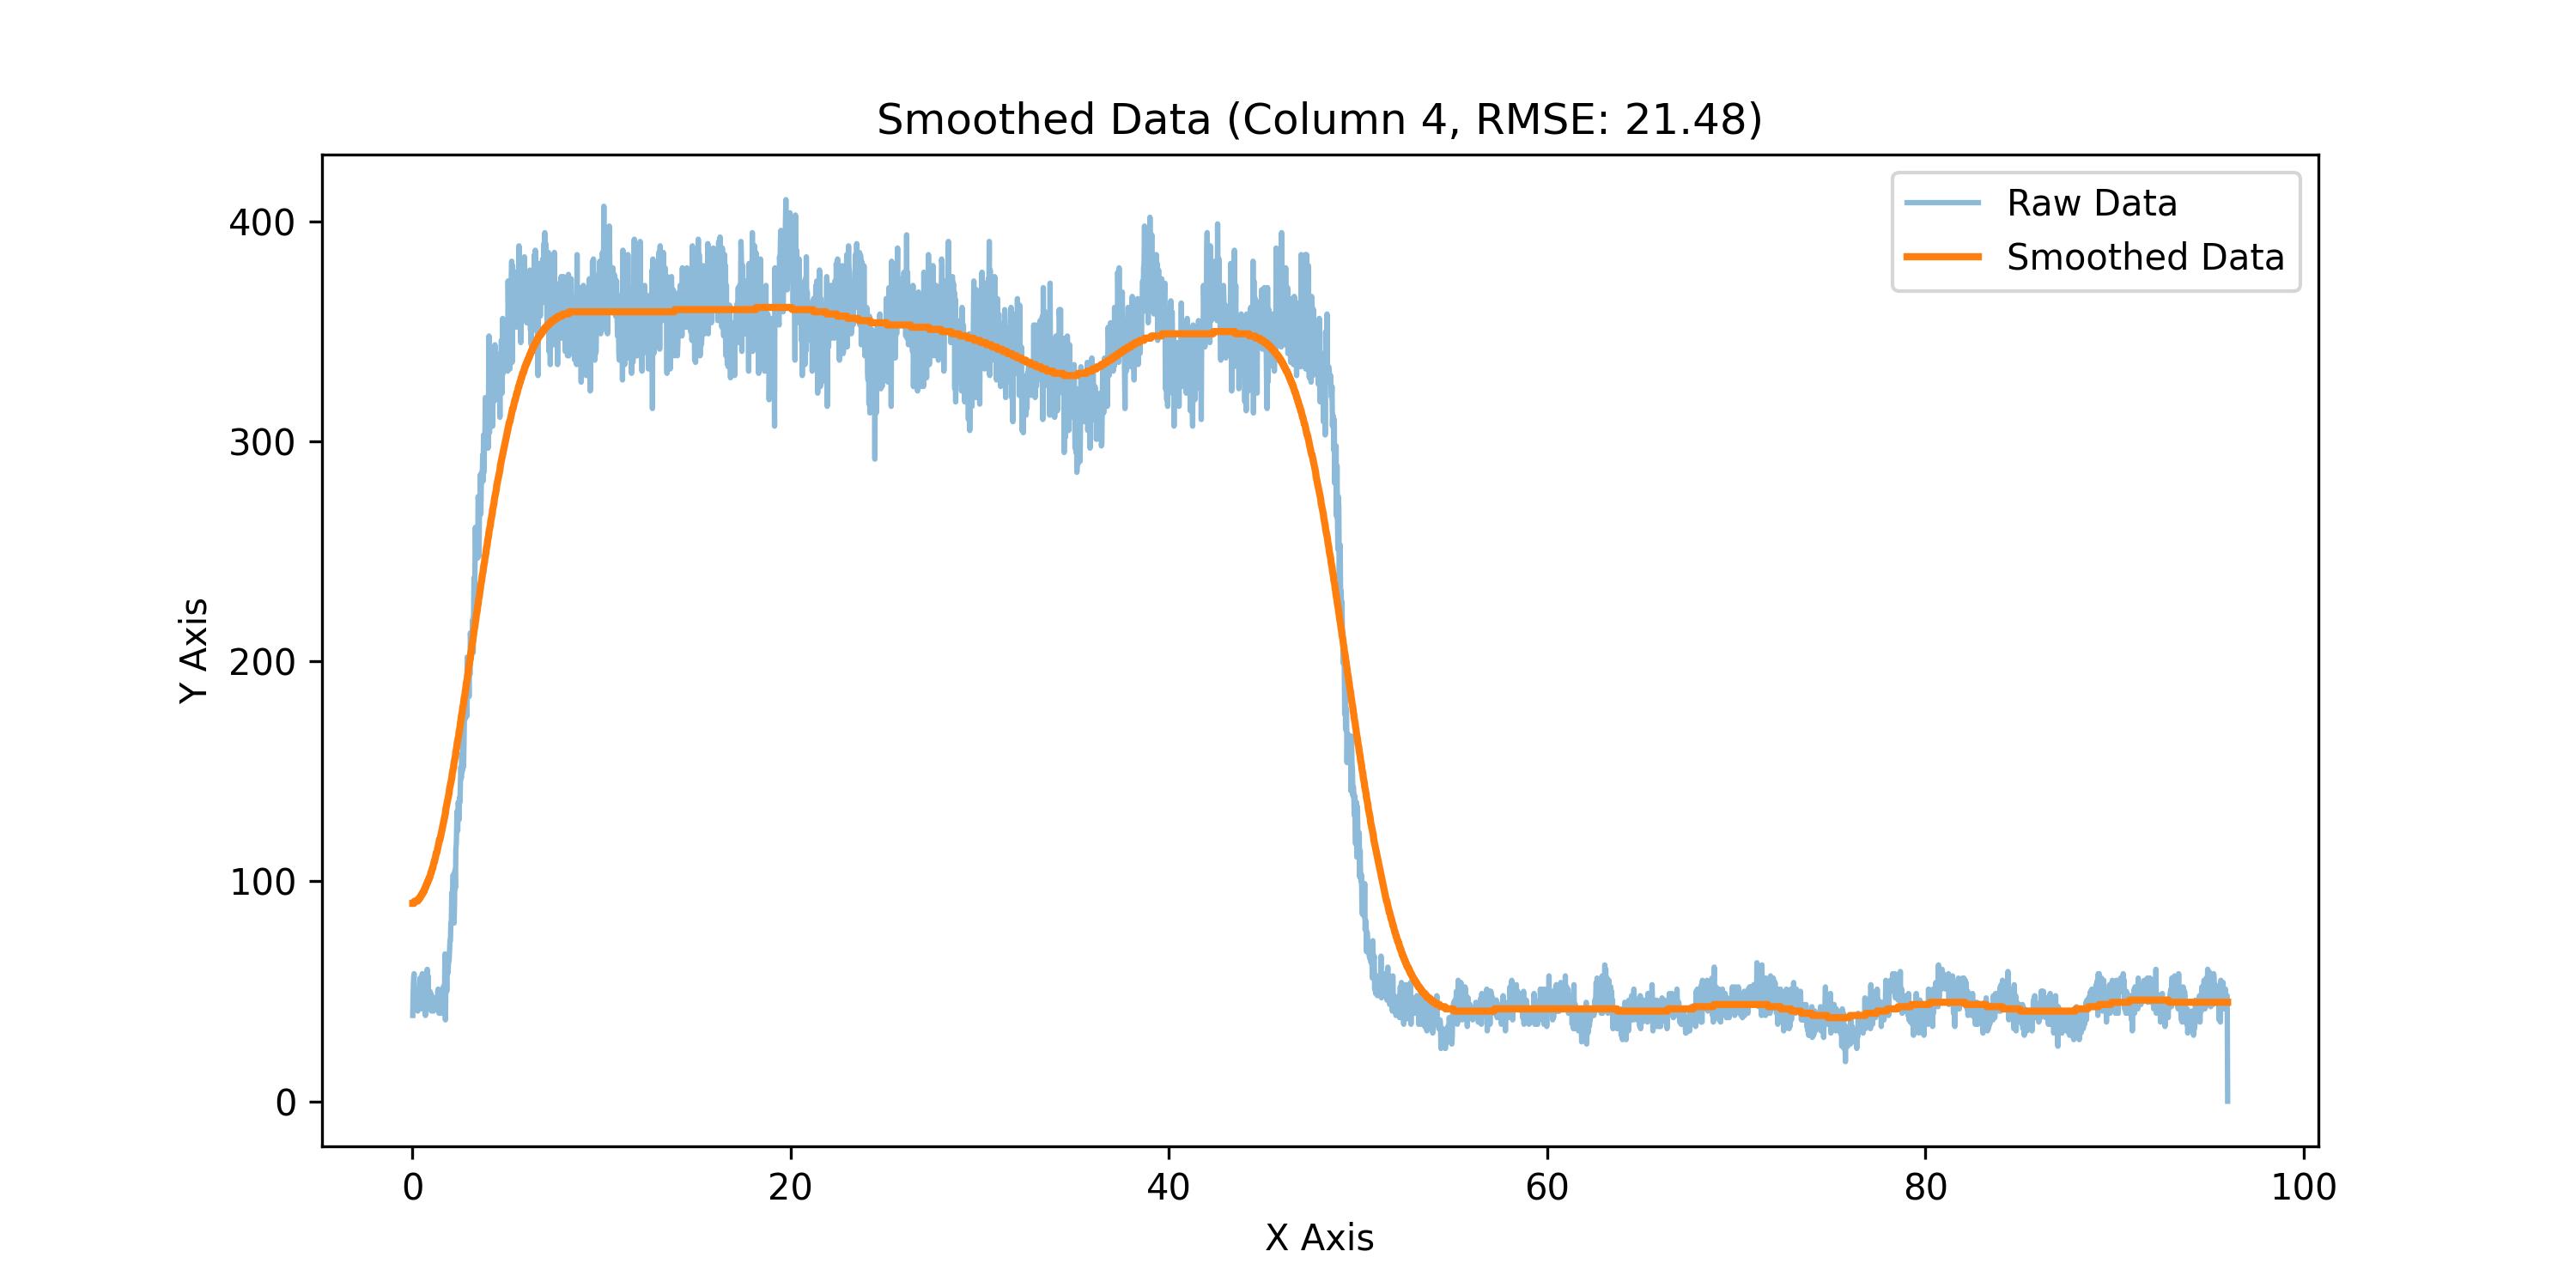 Smoothed Data (Column 4, RMSE: 21.48)
Raw Data
Smoothed Data
400
300
200
100
0
Y Axis
0 20 40 60 80 100
X Axis